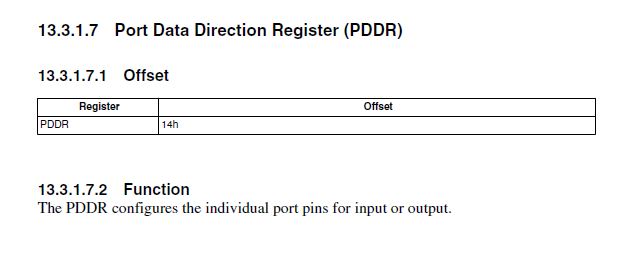 13.3.1.7 Port Data Direction Register (PDDR)
13.3.1.7.1 Offset
Register Offset
PDDR 14h
13.3.1.7.2 Function
The PDDR configures the individual port pins for input or output.